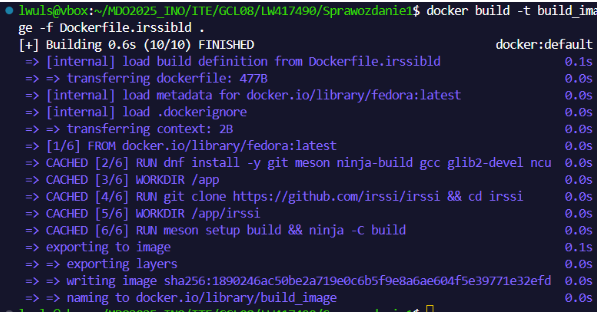 lwuls@vbox:~/MDO2025_INO/ITE/GCL08/LW417490/Sprawozdanie1$ docker build -t build_ima
ge -f Dockerfile.irssibld .
[+] Building 0.6s (10/10) FINISHED docker:default
=> [internal] load build definition from Dockerfile.irssibld 0.1s
=> => transferring dockerfile: 477B 0.0s
=> [internal] load metadata for docker.io/library/fedora:latest 0.0s
=> [internal] load .dockerignore 0.0s
=> => transferring context: 2B 0.0s
=> [1/6] FROM docker.io/library/fedora:latest 0.0s
=> CACHED [2/6] RUN dnf install -y git meson ninja-build gcc glib2-devel ncu 0.0s
=> CACHED [3/6] WORKDIR /app 0.0s
=> CACHED [4/6] RUN git clone https://github.com/irssi/irssi && cd irssi 0.0s
=> CACHED [5/6] WORKDIR /app/irssi 0.0s
=> CACHED [6/6] RUN meson setup build && ninja -C build 0.0s
=> exporting to image 0.1s
=> => exporting layers 0.0s
=> => writing image sha256:1890246ac50be2a719e0c6b5f9e8a6ae604f5e39771e32efd 0.0s
=> => naming to docker.io/library/build_image 0.0s